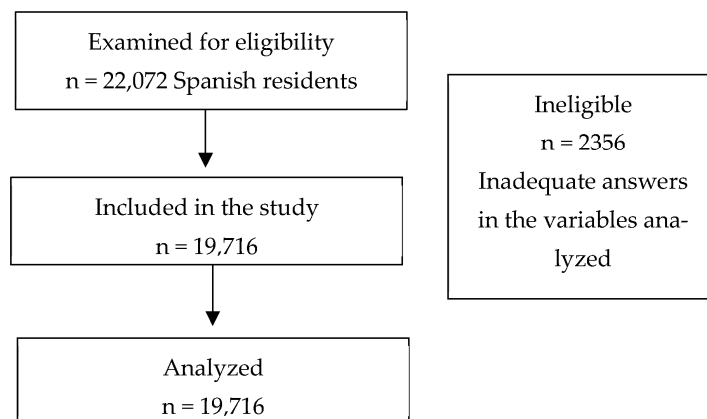 Examined for eligibility
n = 22,072 Spanish residents
Ineligible
n = 2356
Inadequate answers
in the variables ana-
lyzed
Included in the study
n = 19,716
Analyzed
n = 19,716